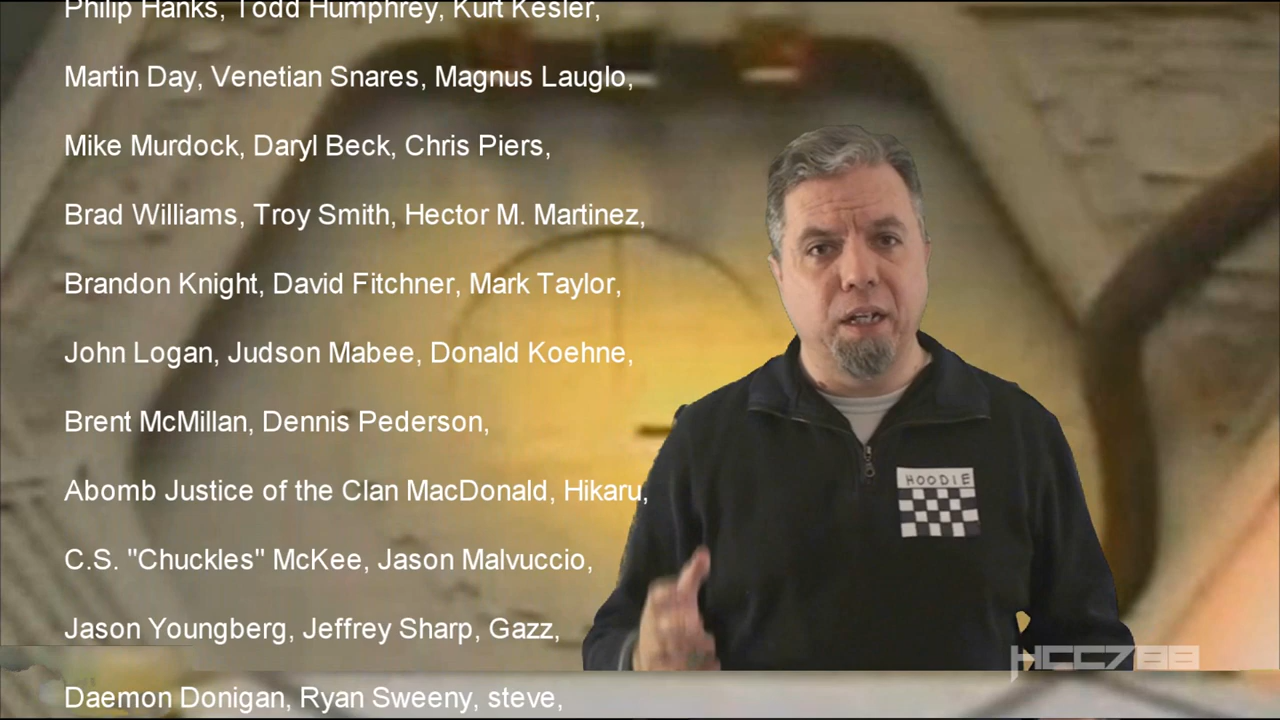 Philip Hanks, Todd Humphrey, Kurt Kesler,
Martin Day, Venetian Snares, Magnus Lauglo,
Mike Murdock, Daryl Beck, Chris Piers,
Brad Williams, Troy Smith, Hector M. Martinez,
Brandon Knight, David Fitchner, Mark Taylor,
John Logan, Judson Mabee, Donald Koehne,
Brent McMillan, Dennis Pederson,
Abomb Justice of the Clan MacDonald, Hikaru,
C.S. "Chuckles" McKee, Jason Malvuccio,
Jason Youngberg, Jeffrey Sharp, Gazz,
Daemon Donigan, Ryan Sweeny, steve,
HOODIE
HCC788